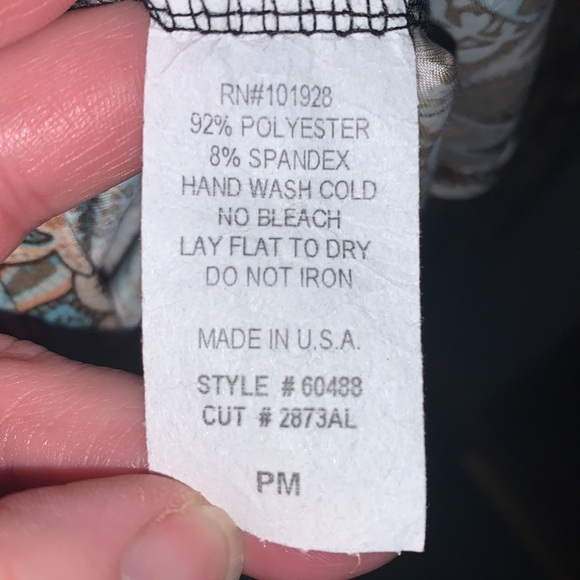 RN#101928
92% POLYESTER
8% SPANDEX
HAND WASH COLD
NO BLEACH
LAY FLAT TO DRY
DO NOT IRON
MADE IN U.S.A.
STYLE # 60488
CUT # 2873AL
PM